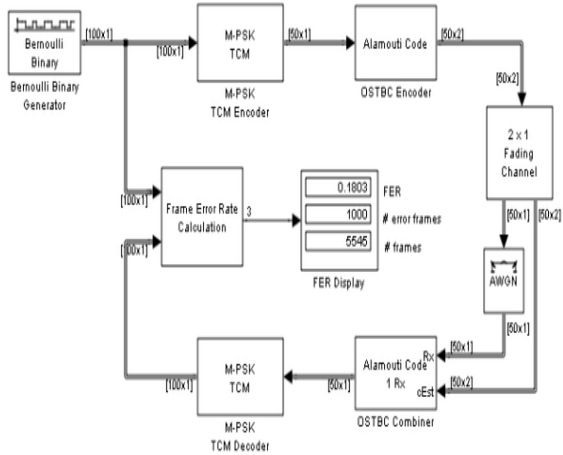 Bernoulli
Binary
Bernoulli Binary
Generator
[100x1]
[100x1]
M-PSK
TCM
M-PSK
TCM Encoder
[50x1]
Alamouti Code
OSTBC Encoder
[50x2]
[50x2]
2 x 1
Fading
Channel
[50x1]
[50x2]
AWGN
[50x1]
[100x1]
Frame Error Rate
Calculation
[100x1]
3
0.1803 FER
1000 # error frames
5545 # frames
FER Display
M-PSK
TCM
M-PSK
TCM Decoder
[100x1]
[50x1]
Alamouti Code
1 Rx
Rx
cEst
OSTBC Combiner
[50x1]
[50x2]